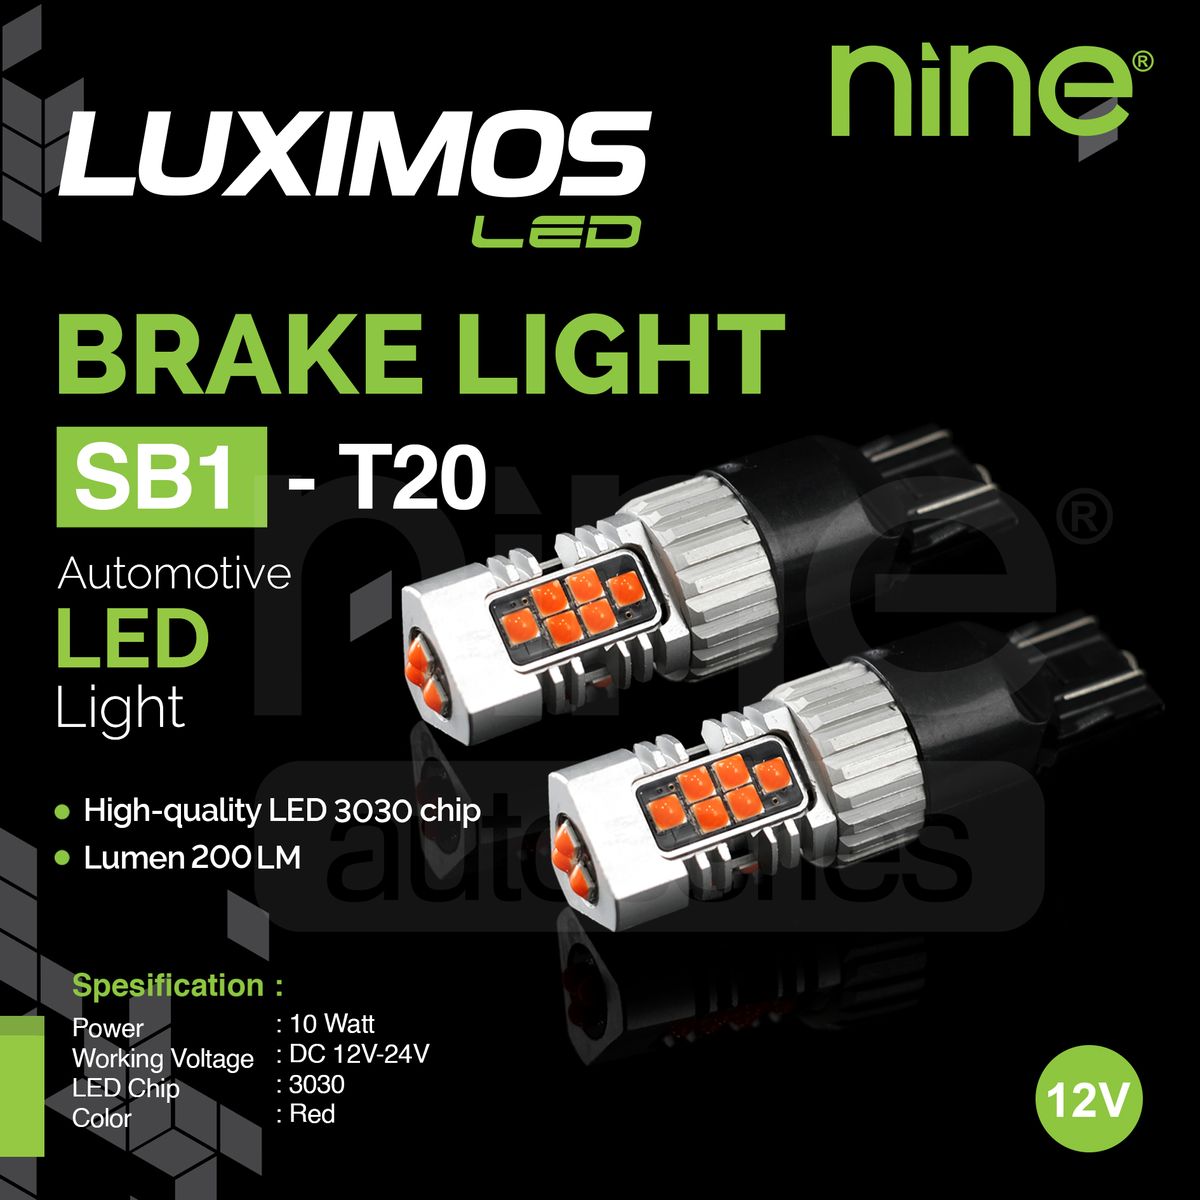 nine®
LUXIMOS
LED
BRAKE LIGHT
SB1 - T20
Automotive
LED
Light
High-quality LED 3030 chip
Lumen 200 LM
nine®
Spesification :
Power : 10 Watt
Working Voltage : DC 12V-24V
LED Chip : 3030
Color : Red
12V